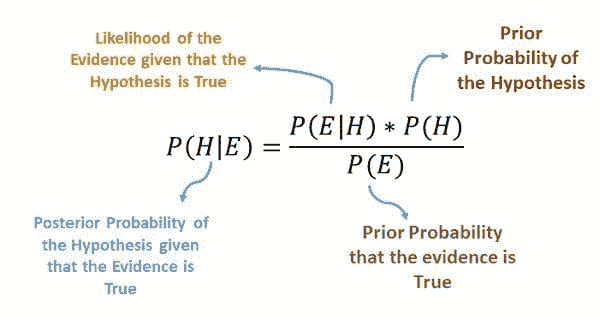 Likelihood of the
Evidence given that the
Hypothesis is True
Prior
Probability of
the Hypothesis
P(H|E) = P(E|H) * P(H)
P(E)
Posterior Probability of
the Hypothesis given
that the Evidence is
True
Prior Probability
that the evidence is
True